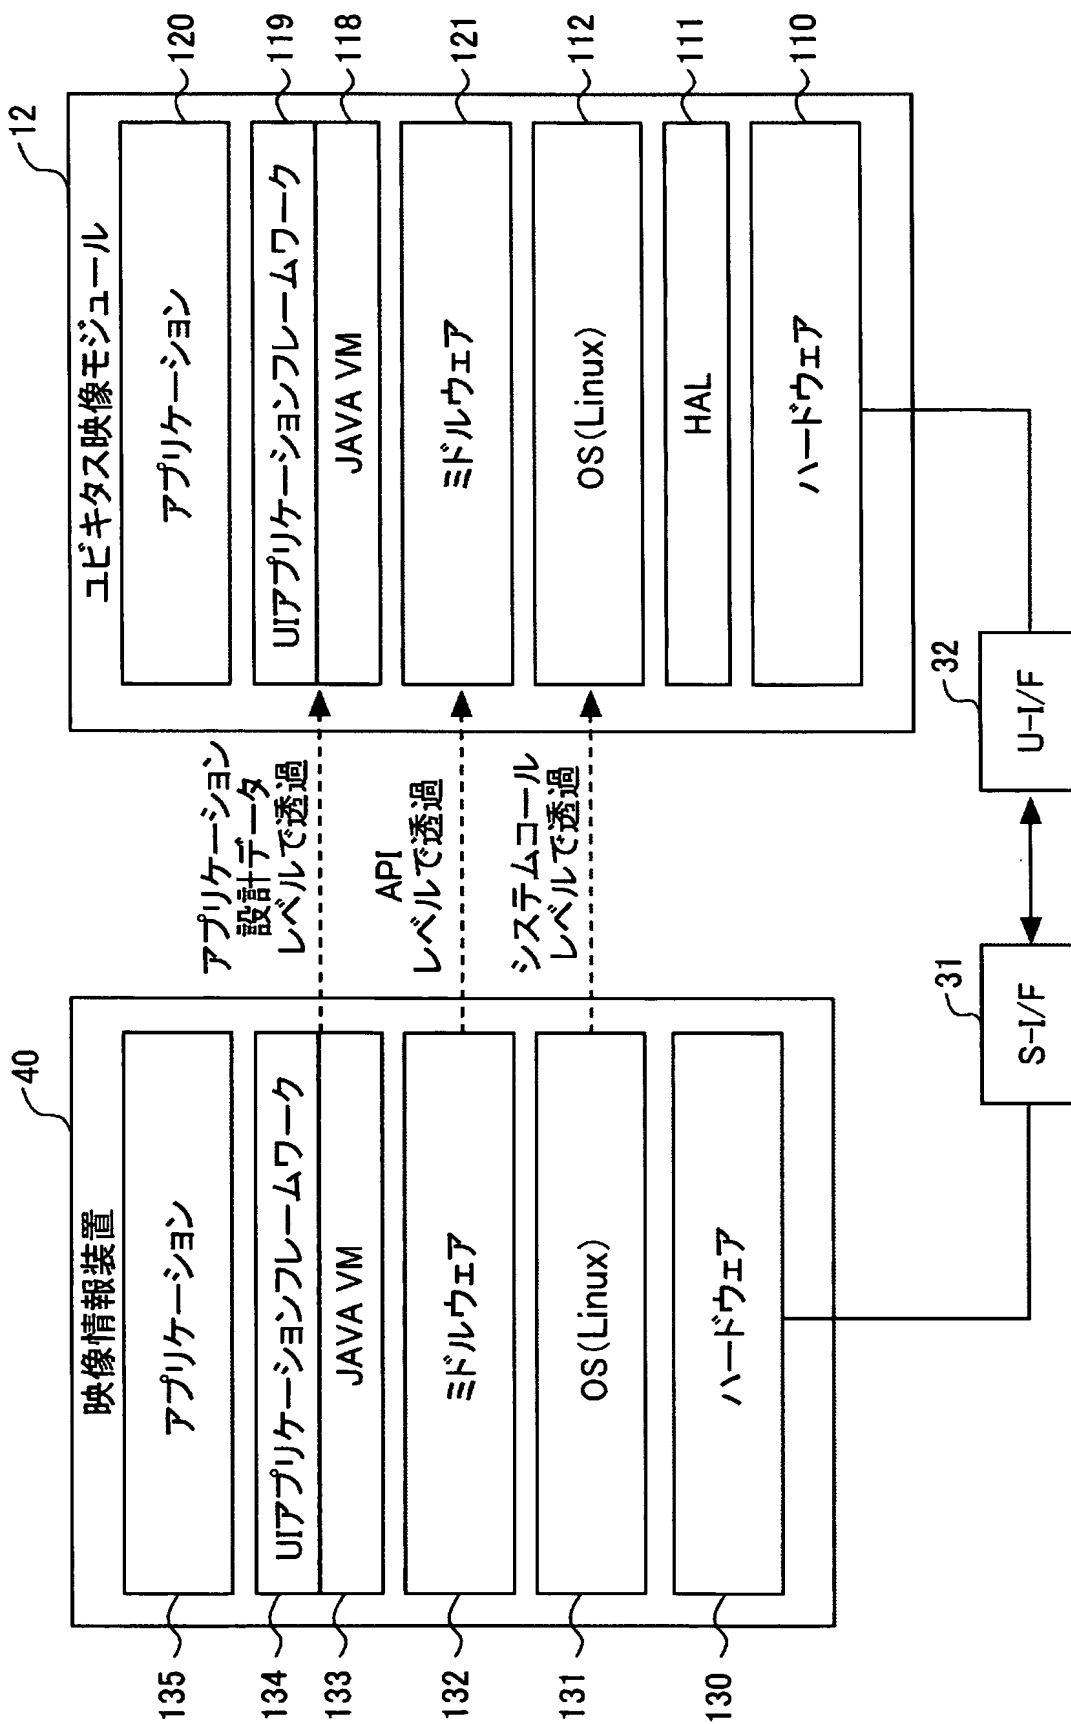 映像情報装置
40
アプリケーション
135
UIアプリケーションフレームワーク
134
JAVA VM
133
ミドルウェア
132
OS(Linux)
131
ハードウェア
130
アプリケーション
設計データ
レベルで透過
API
レベルで透過
システムコール
レベルで透過
ユビキタス映像モジュール
12
アプリケーション
120
UIアプリケーションフレームワーク
119
JAVA VM
118
ミドルウェア
121
OS(Linux)
112
HAL
111
ハードウェア
110
S-I/F
31
U-I/F
32